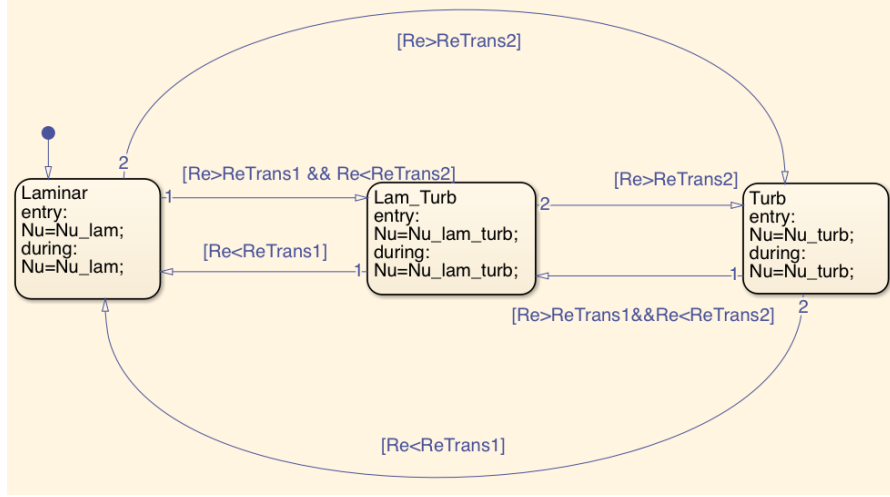 [Re>ReTrans2]
2
[Re>ReTrans1 && Re<ReTrans2]
[Re>ReTrans2]
Laminar
entry:
Nu=Nu_lam;
during:
Nu=Nu_lam;
1
Lam_Turb
entry:
Nu=Nu_lam_turb;
during:
Nu=Nu_lam_turb;
2
Turb
entry:
Nu=Nu_turb;
during:
Nu=Nu_turb;
[Re<ReTrans1]
1
1
[Re>ReTrans1&&Re<ReTrans2]
2
[Re<ReTrans1]